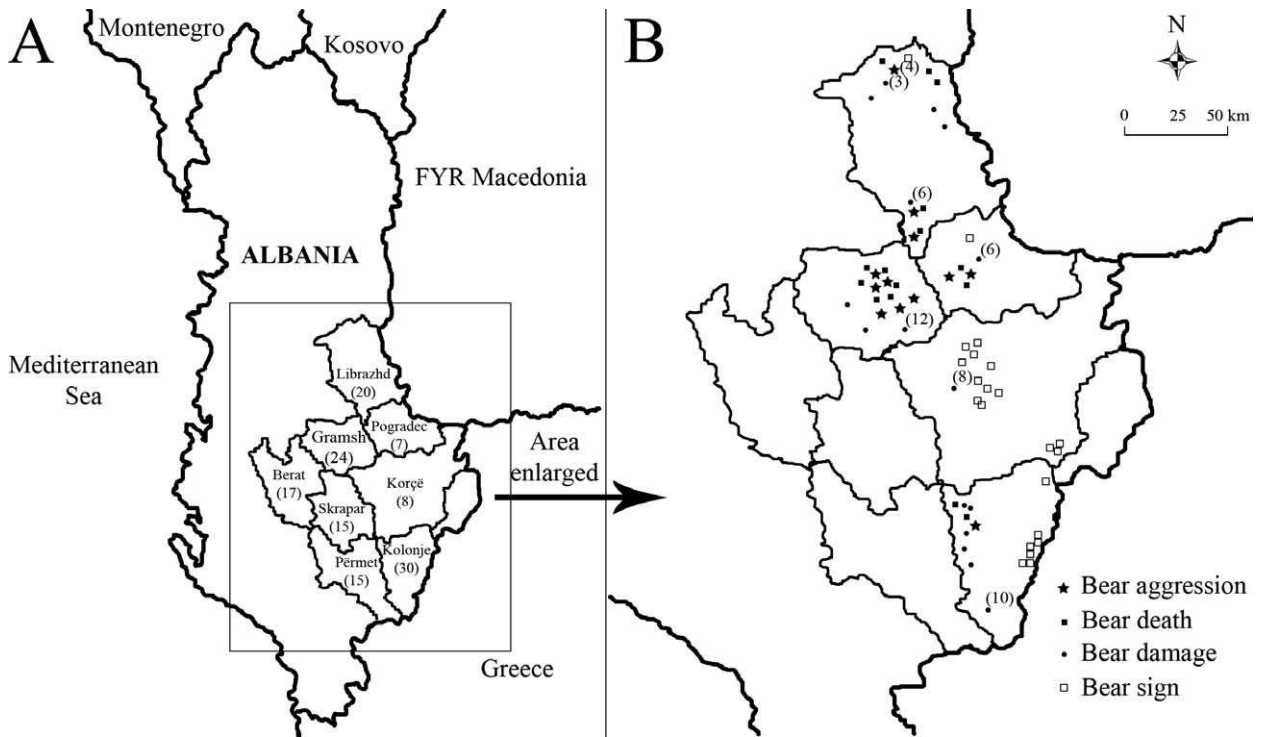 A
Montenegro
Kosovo
FYR Macedonia
ALBANIA
Mediterranean
Sea
Librazhd
(20)
Pogradec
(7)
Gramsh
(24)
Berat
(17)
Korçë
(8)
Skrapar
(15)
Përmet
(15)
Kolonje
(30)
Area
enlarged
Greece
B
N
0 25 50 km
(4)
(3)
(6)
(6)
(12)
(8)
(10)
Bear aggression
Bear death
Bear damage
Bear sign